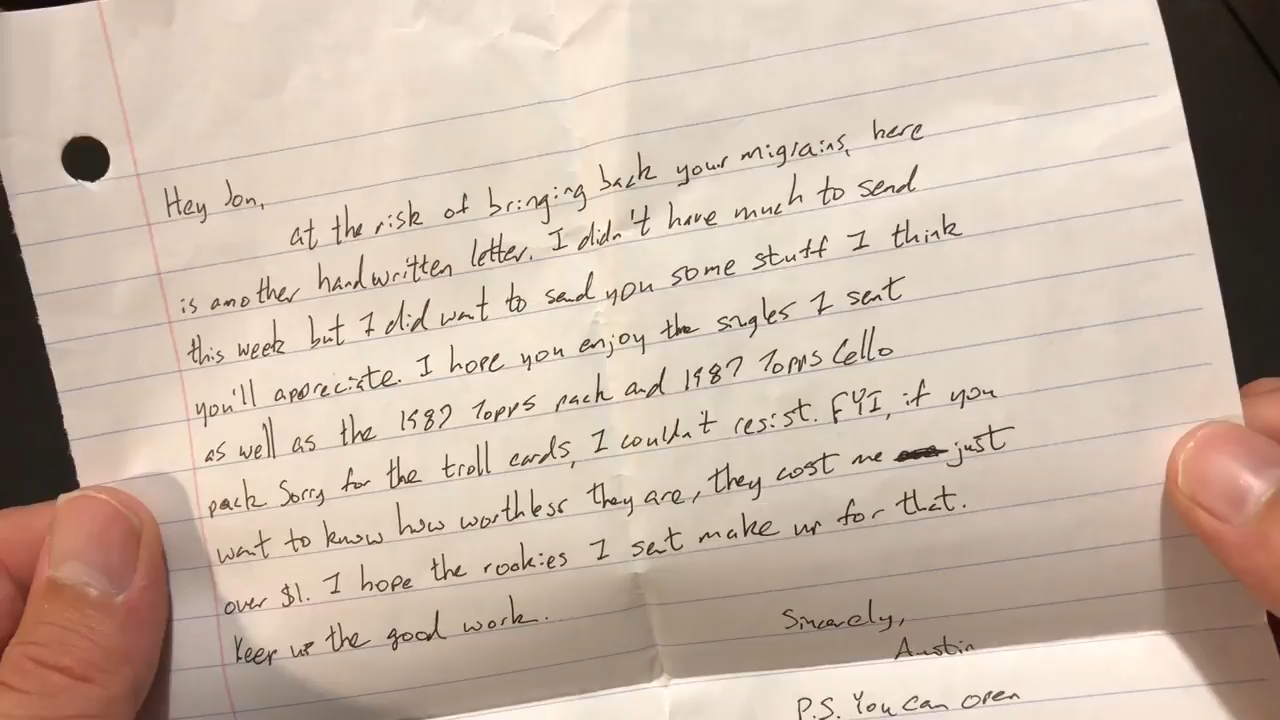 Hey Jon,
at the risk of bringing back your migrains, here
is another handwritten letter. I didn't have much to send
this week but I did want to send you some stuff I think
you'll appreciate. I hope you enjoy the singles I sent
as well as the 1987 Topps pack and 1987 Topps Cello
pack. Sorry for the troll cards, I couldn't resist. FYI, if you
want to know how worthless they are, they cost me just
over $1. I hope the rookies I sent make up for that.
Keep up the good work.
Sincerely,
Austin
P.S. You can open